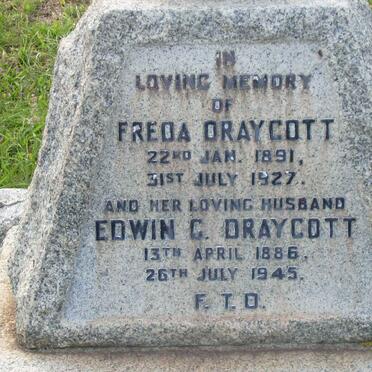 IN
LOVING MEMORY
OF
FREDA DRAYCOTT
22ND JAN. 1891,
31ST JULY 1927.
AND HER LOVING HUSBAND
EDWIN C. DRAYCOTT
13TH APRIL 1886.
26TH JULY 1945.
F.T.D.